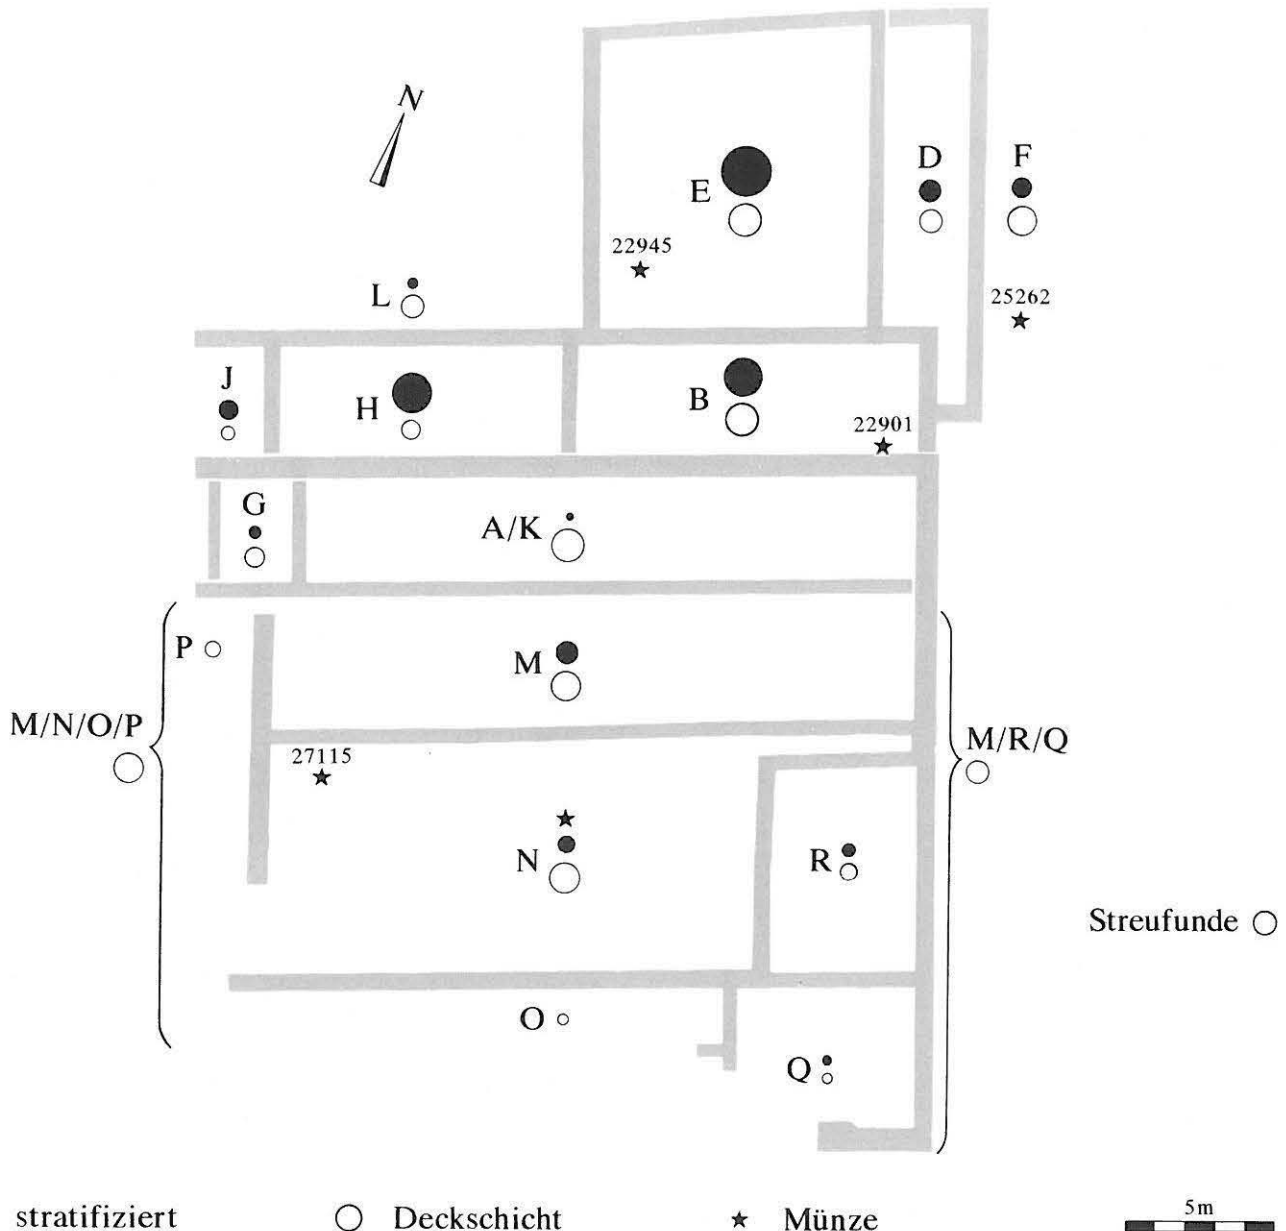 N
E
D
F
22945
25262
L
J
H
B
22901
G
A/K
P
M
M/N/O/P
M/R/Q
27115
N
R
Streufunde
O
Q
stratifiziert
Deckschicht
Münze
5m